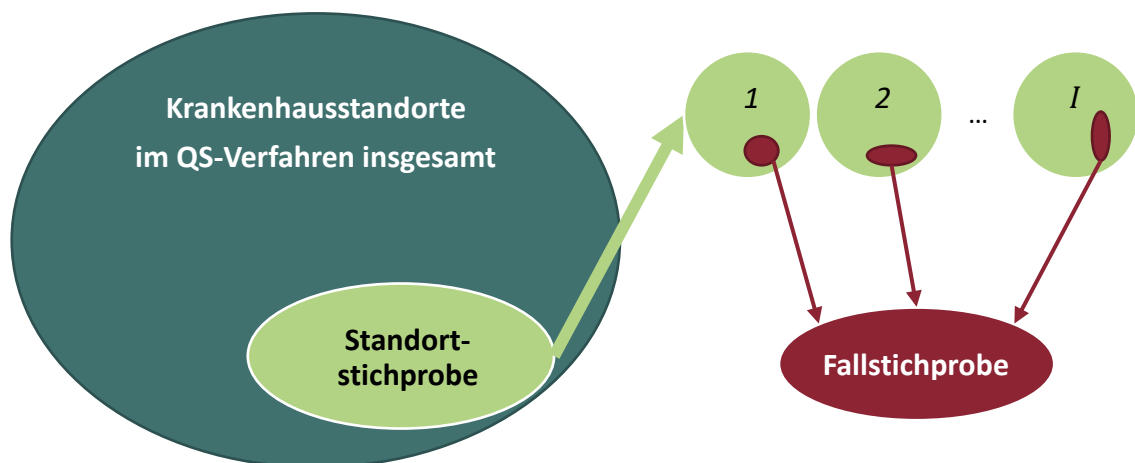 Krankenhausstandorte
im QS-Verfahren insgesamt
Standort-
stichprobe
1 2 ... I
Fallstichprobe